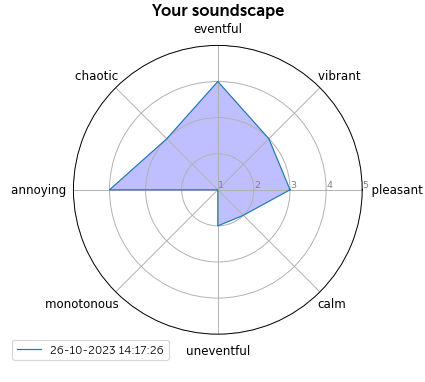 Your soundscape
eventful
chaotic
vibrant
annoying
1 2 3 4 5
pleasant
monotonous
calm
26-10-2023 14:17:26
uneventful